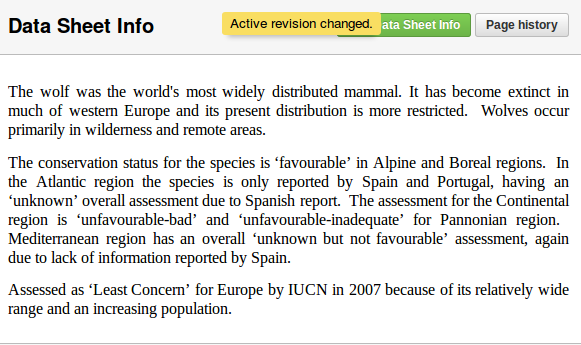 Data Sheet Info
Active revision changed.
ata Sheet Info
Page history
The wolf was the world's most widely distributed mammal. It has become extinct in
much of western Europe and its present distribution is more restricted.  Wolves occur
primarily in wilderness and remote areas.
The conservation status for the species is ‘favourable’ in Alpine and Boreal regions.  In
the Atlantic region the species is only reported by Spain and Portugal, having an
‘unknown’ overall assessment due to Spanish report.  The assessment for the Continental
region is ‘unfavourable-bad’ and ‘unfavourable-inadequate’ for Pannonian region.
Mediterranean region has an overall ‘unknown but not favourable’ assessment, again
due to lack of information reported by Spain.
Assessed as ‘Least Concern’ for Europe by IUCN in 2007 because of its relatively wide
range and an increasing population.